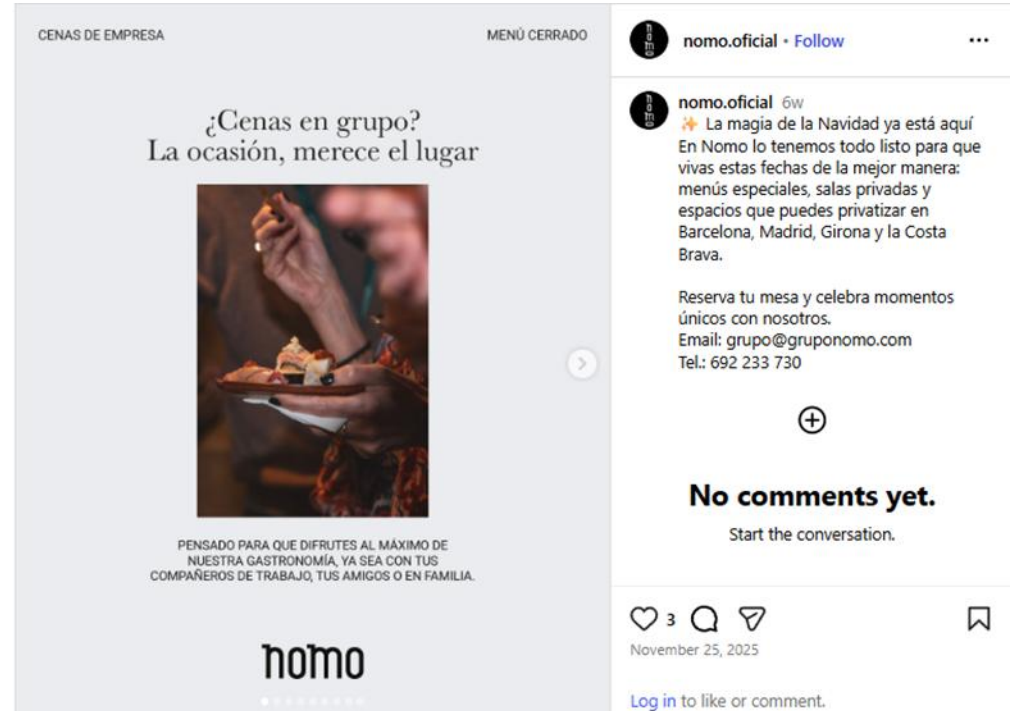 CENAS DE EMPRESA
MENÚ CERRADO
¿Cenas en grupo?
La ocasión, merece el lugar
PENSADO PARA QUE DIFRUTES AL MÁXIMO DE
NUESTRA GASTRONOMÍA, YA SEA CON TUS
COMPAÑEROS DE TRABAJO, TUS AMIGOS O EN FAMILIA.
nomo
nomo
nomo.oficial • Follow
nomo
nomo.oficial 6w
✨ La magia de la Navidad ya está aquí
En Nomo lo tenemos todo listo para que
vivas estas fechas de la mejor manera:
menús especiales, salas privadas y
espacios que puedes privatizar en
Barcelona, Madrid, Girona y la Costa
Brava.
Reserva tu mesa y celebra momentos
únicos con nosotros.
Email: grupo@gruponomo.com
Tel.: 692 233 730
No comments yet.
Start the conversation.
3
November 25, 2025
Log in to like or comment.